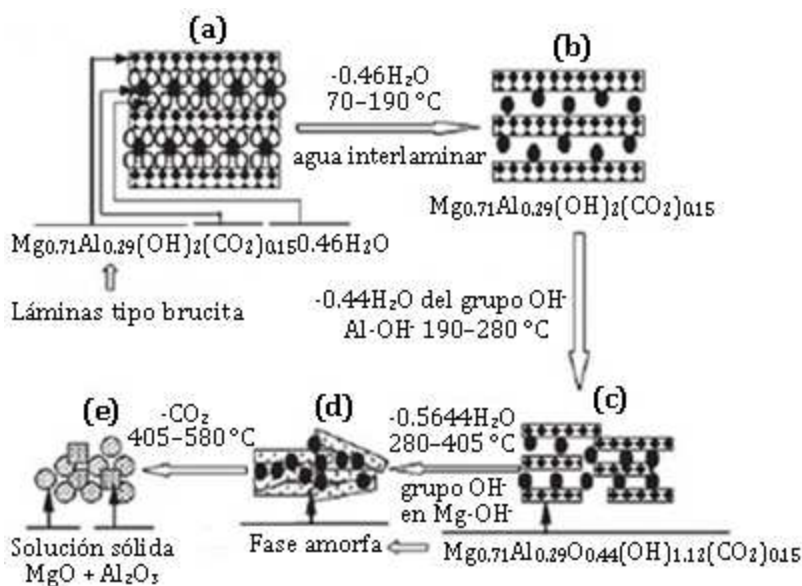 (a)
-0.46H₂O
70-190 °C
agua interlaminar
(b)
Mg₀.₇₁Al₀.₂₉(OH)₂(CO₂)₀.₁₅
Mg₀.₇₁Al₀.₂₉(OH)₂(CO₂)₀.₁₅0.46H₂O
Láminas tipo brucita
-0.44H₂O del grupo OH⁻
Al-OH⁻ 190-280 °C
(c)
-0.5644H₂O
280-405 °C
grupo OH⁻
en Mg-OH⁻
Mg₀.₇₁Al₀.₂₉O₀.₄₄(OH)₁.₁₂(CO₂)₀.₁₅
(d)
Fase amorfa
-CO₂
405-580 °C
(e)
Solución sólida
MgO + Al₂O₃